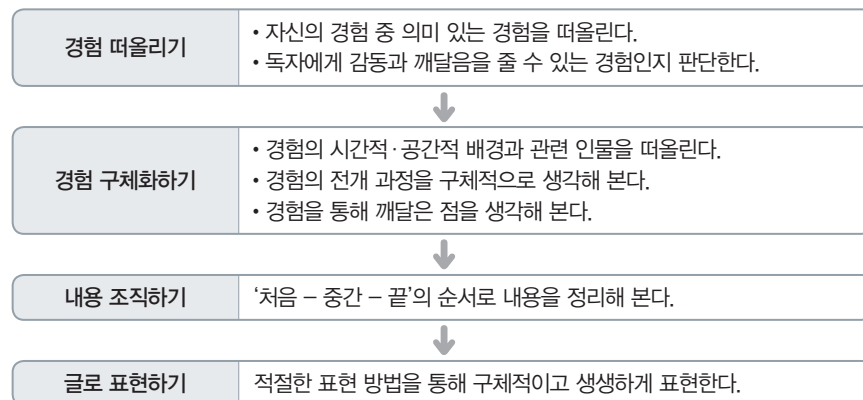 경험 떠올리기
• 자신의 경험 중 의미 있는 경험을 떠올린다.
• 독자에게 감동과 깨달음을 줄 수 있는 경험인지 판단한다.
경험 구체화하기
• 경험의 시간적·공간적 배경과 관련 인물을 떠올린다.
• 경험의 전개 과정을 구체적으로 생각해 본다.
• 경험을 통해 깨달은 점을 생각해 본다.
내용 조직하기
‘처음 – 중간 – 끝’의 순서로 내용을 정리해 본다.
글로 표현하기
적절한 표현 방법을 통해 구체적이고 생생하게 표현한다.